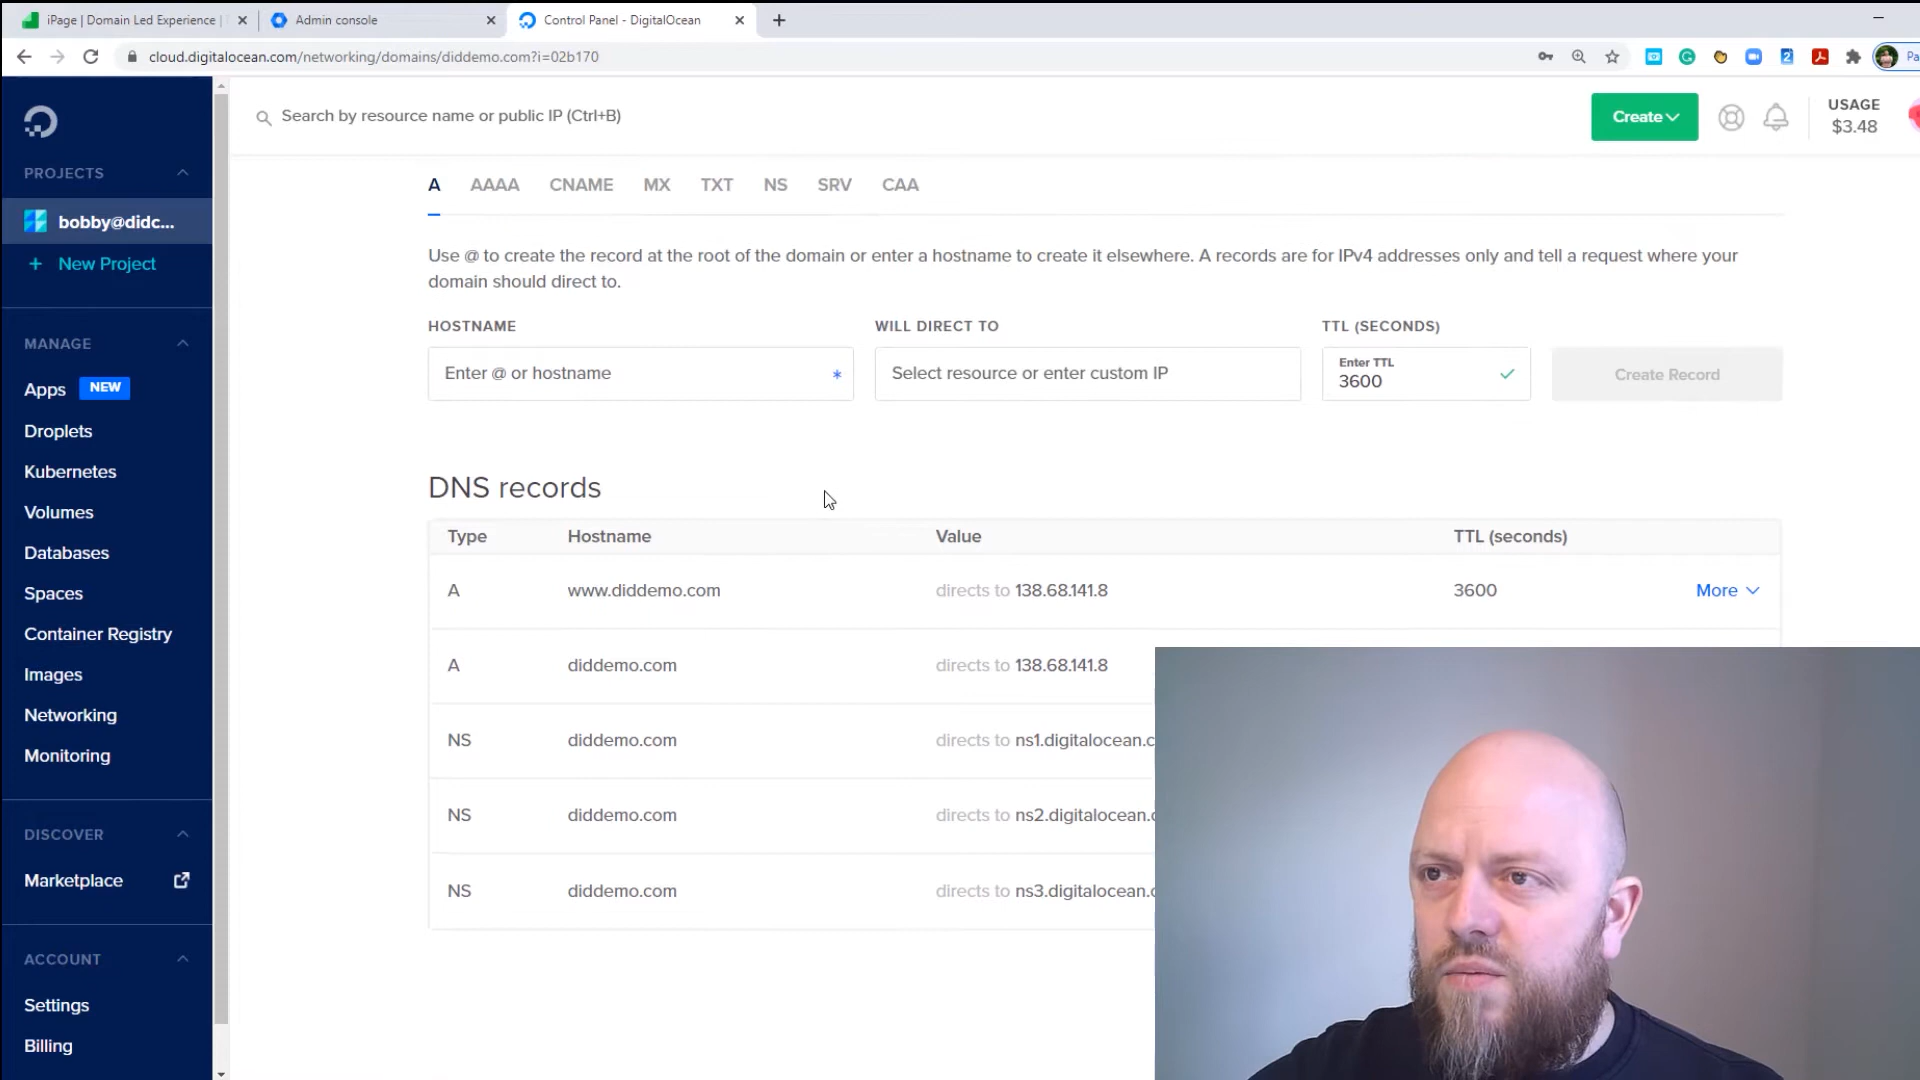 iPage | Domain Led Experience |
Admin console
Control Panel - DigitalOcean
cloud.digitalocean.com/networking/domains/diddemo.com?i=02b170
Pa
Search by resource name or public IP (Ctrl+B)
Create
USAGE
$3.48
PROJECTS
bobby@didc...
+ New Project
MANAGE
Apps NEW
Droplets
Kubernetes
Volumes
Databases
Spaces
Container Registry
Images
Networking
Monitoring
DISCOVER
Marketplace
ACCOUNT
Settings
Billing
A AAAA CNAME MX TXT NS SRV CAA
Use @ to create the record at the root of the domain or enter a hostname to create it elsewhere. A records are for IPv4 addresses only and tell a request where your
domain should direct to.
HOSTNAME WILL DIRECT TO TTL (SECONDS)
Enter @ or hostname *
Select resource or enter custom IP
Enter TTL
3600
Create Record
DNS records
Type Hostname Value TTL (seconds)
A www.diddemo.com directs to 138.68.141.8 3600 More
A diddemo.com directs to 138.68.141.8
NS diddemo.com directs to ns1.digitalocean.c
NS diddemo.com directs to ns2.digitalocean.c
NS diddemo.com directs to ns3.digitalocean.c